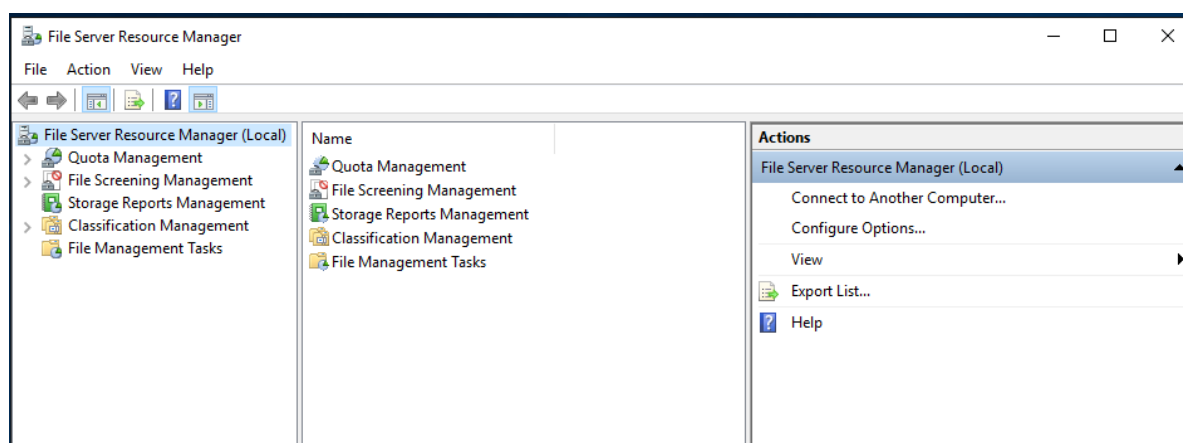 File Server Resource Manager
File Action View Help
File Server Resource Manager (Local)
Quota Management
File Screening Management
Storage Reports Management
Classification Management
File Management Tasks
Name
Quota Management
File Screening Management
Storage Reports Management
Classification Management
File Management Tasks
Actions
File Server Resource Manager (Local)
Connect to Another Computer...
Configure Options...
View
Export List...
Help